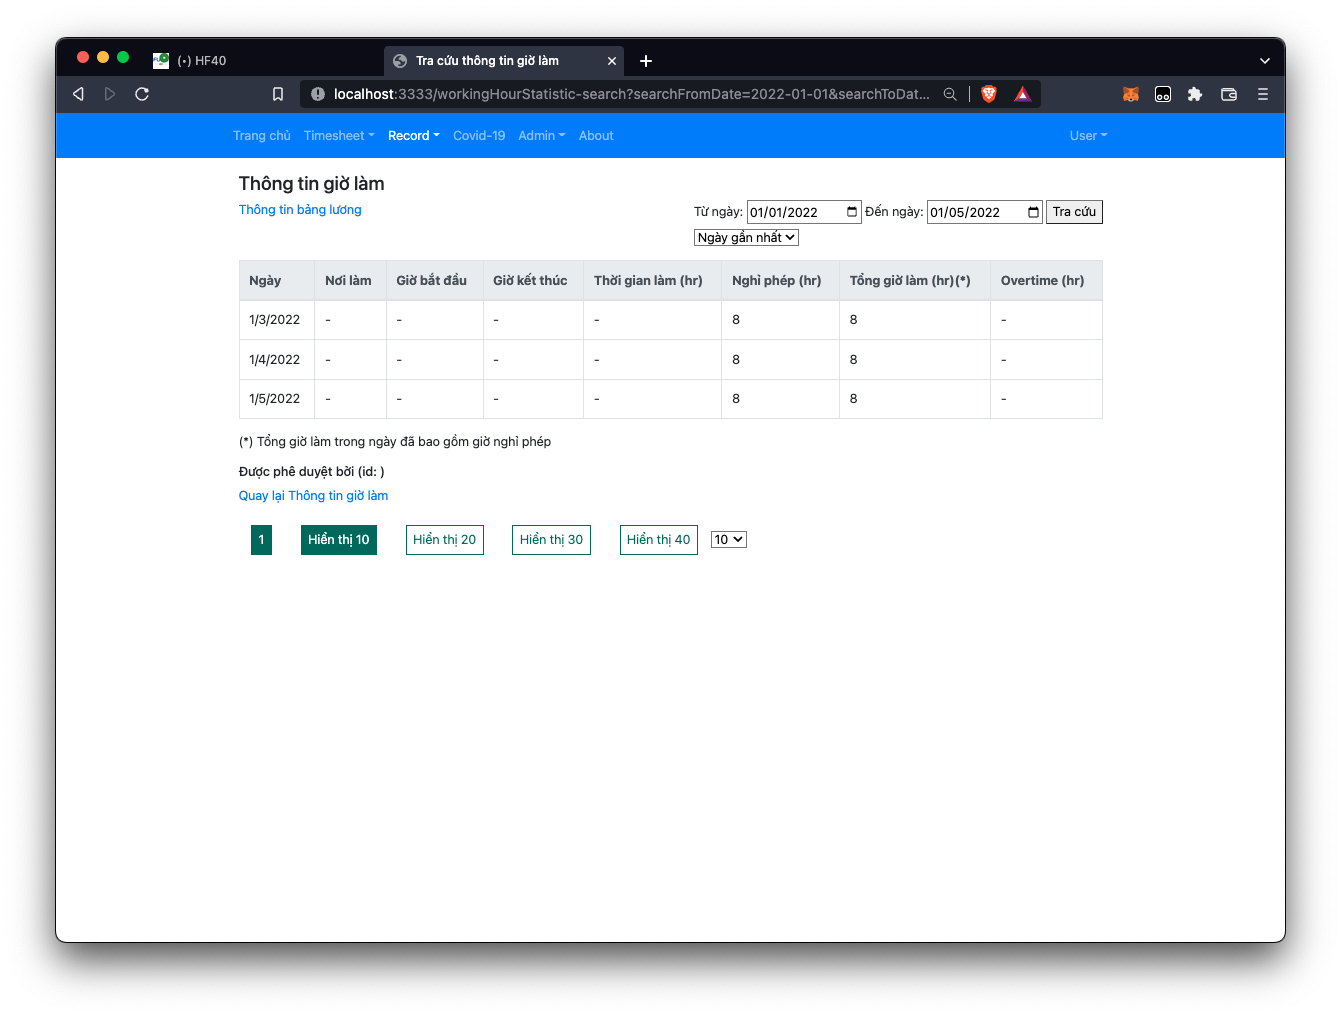 (•) HF40
Tra cứu thông tin giờ làm
localhost:3333/workingHourStatistic-search?searchFromDate=2022-01-01&searchToDat...
Trang chủ Timesheet Record Covid-19 Admin About User
Thông tin giờ làm
Thông tin bảng lương
Từ ngày: 01/01/2022 Đến ngày: 01/05/2022 Tra cứu
Ngày gần nhất
Ngày Nơi làm Giờ bắt đầu Giờ kết thúc Thời gian làm (hr) Nghỉ phép (hr) Tổng giờ làm (hr)(*) Overtime (hr)
1/3/2022 - - - - 8 8 -
1/4/2022 - - - - 8 8 -
1/5/2022 - - - - 8 8 -
(*) Tổng giờ làm trong ngày đã bao gồm giờ nghỉ phép
Được phê duyệt bởi (id: )
Quay lại Thông tin giờ làm
1 Hiển thị 10 Hiển thị 20 Hiển thị 30 Hiển thị 40 10